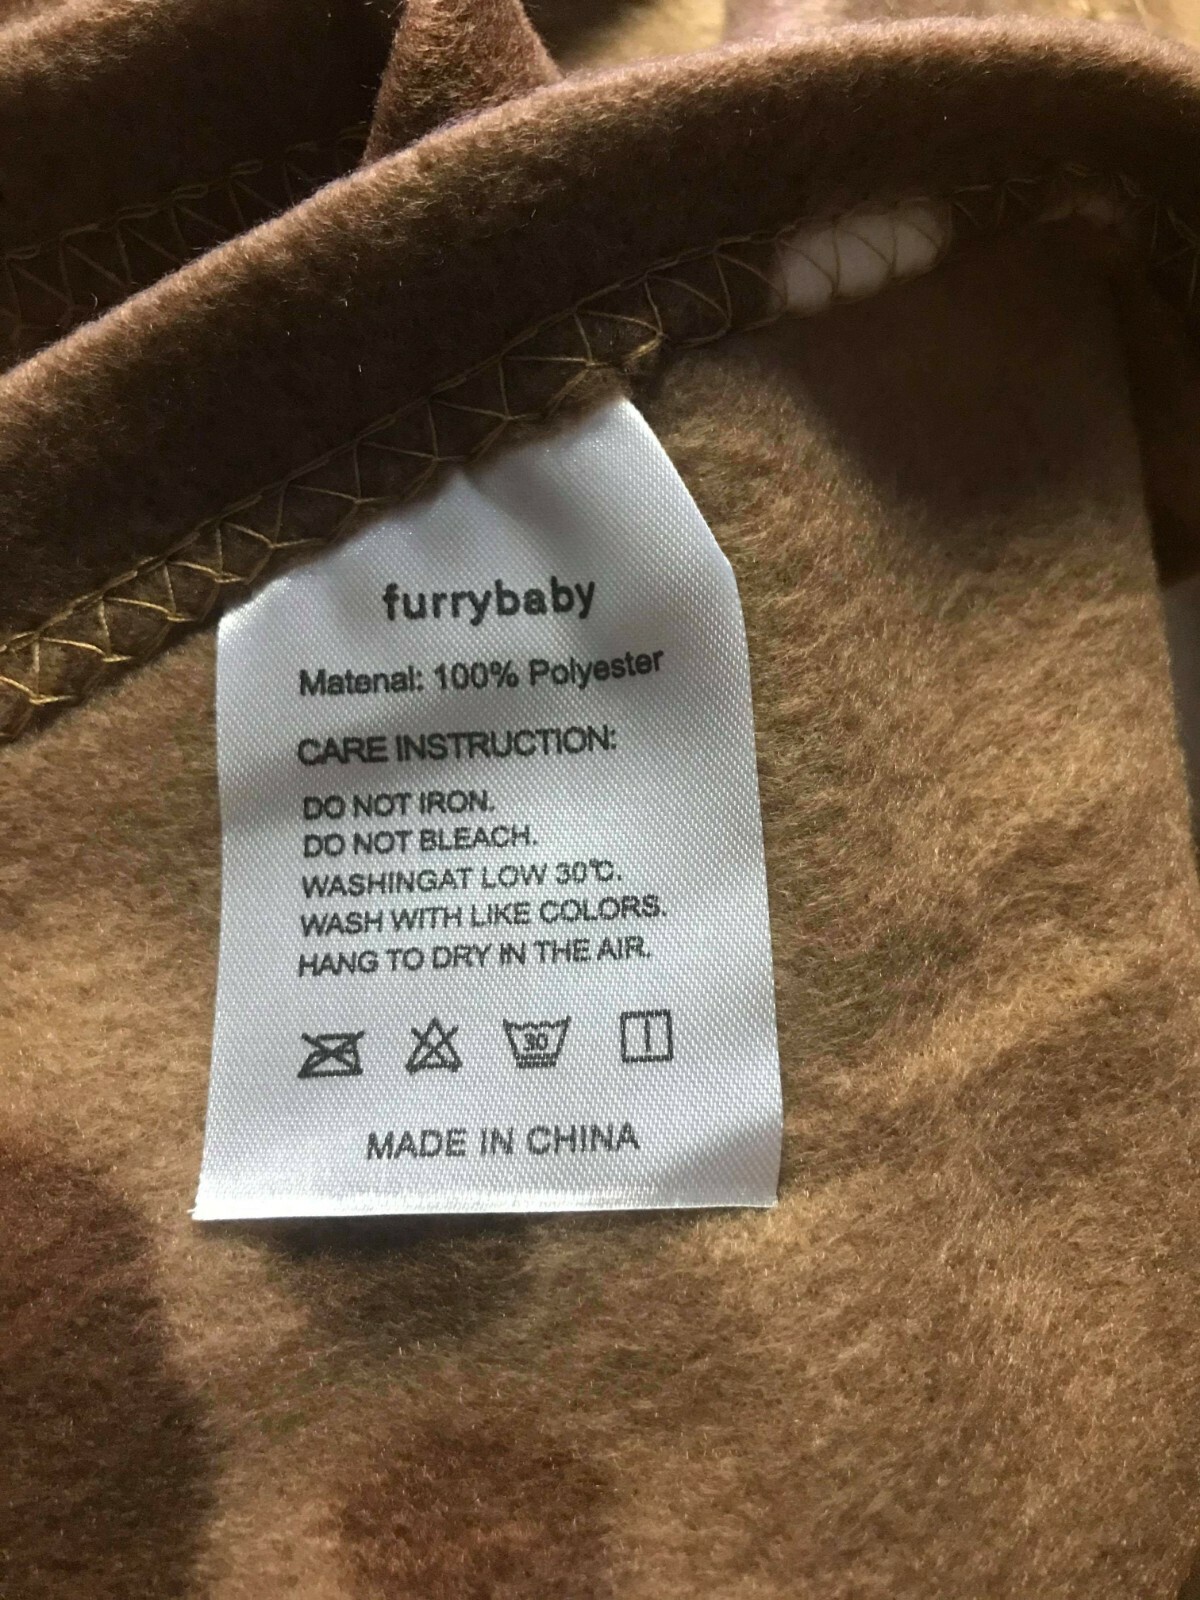 furrybaby
Material: 100% Polyester
CARE INSTRUCTION:
DO NOT IRON.
DO NOT BLEACH.
WASHINGAT LOW 30℃.
WASH WITH LIKE COLORS.
HANG TO DRY IN THE AIR.
30
MADE IN CHINA